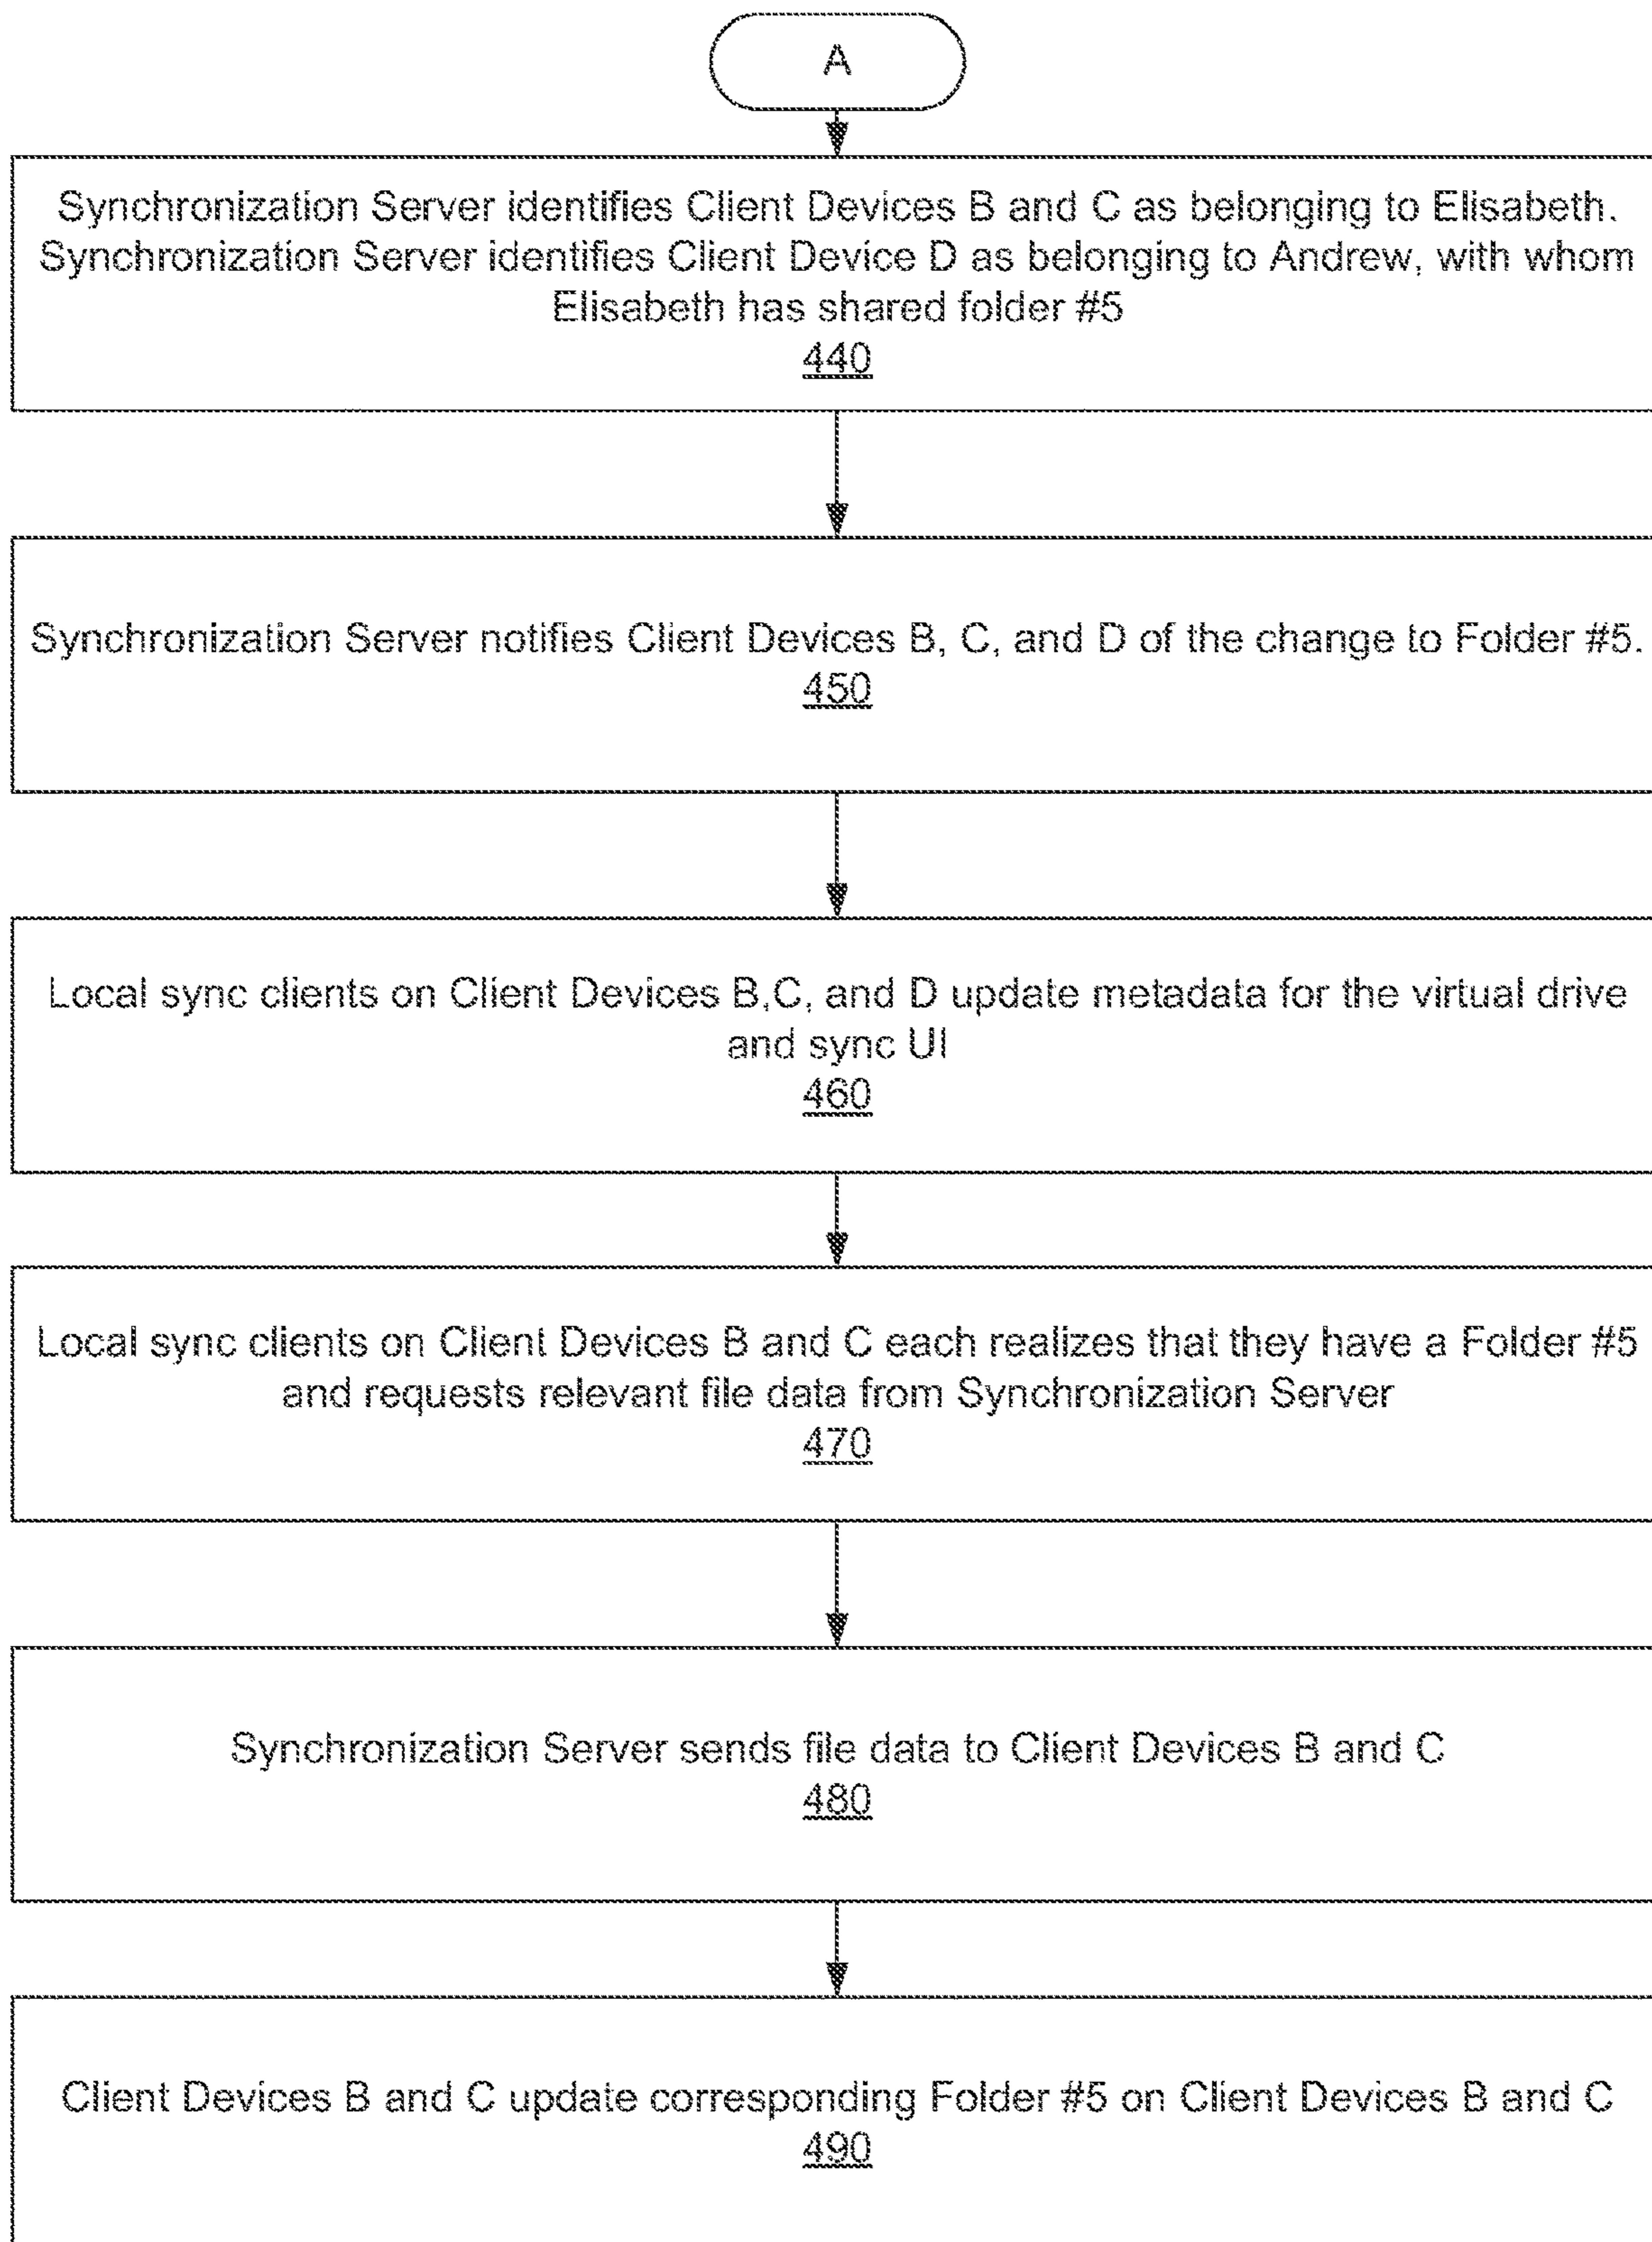 A
Synchronization Server identifies Client Devices B and C as belonging to Elisabeth.
Synchronization Server identifies Client Device D as belonging to Andrew, with whom
Elisabeth has shared folder #5
440
Synchronization Server notifies Client Devices B, C, and D of the change to Folder #5.
450
Local sync clients on Client Devices B,C, and D update metadata for the virtual drive
and sync UI
460
Local sync clients on Client Devices B and C each realizes that they have a Folder #5
and requests relevant file data from Synchronization Server
470
Synchronization Server sends file data to Client Devices B and C
480
Client Devices B and C update corresponding Folder #5 on Client Devices B and C
490